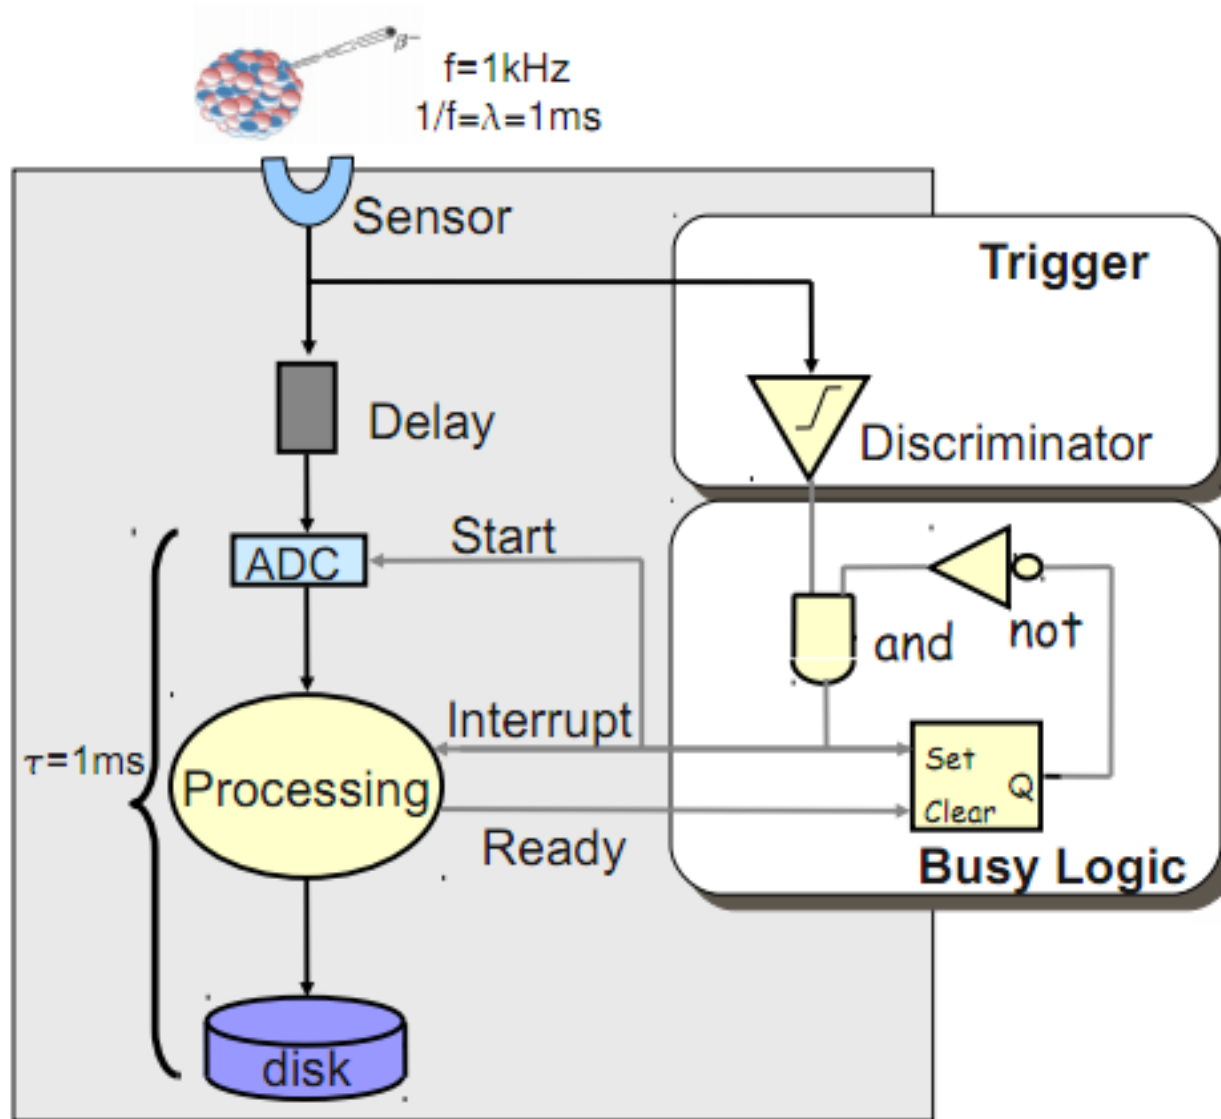 β−
f=1kHz
1/f=λ=1ms
Sensor
Trigger
Delay
Discriminator
Start
ADC
and
not
Interrupt
τ=1ms
Processing
Set
Q
Clear
Ready
Busy Logic
disk